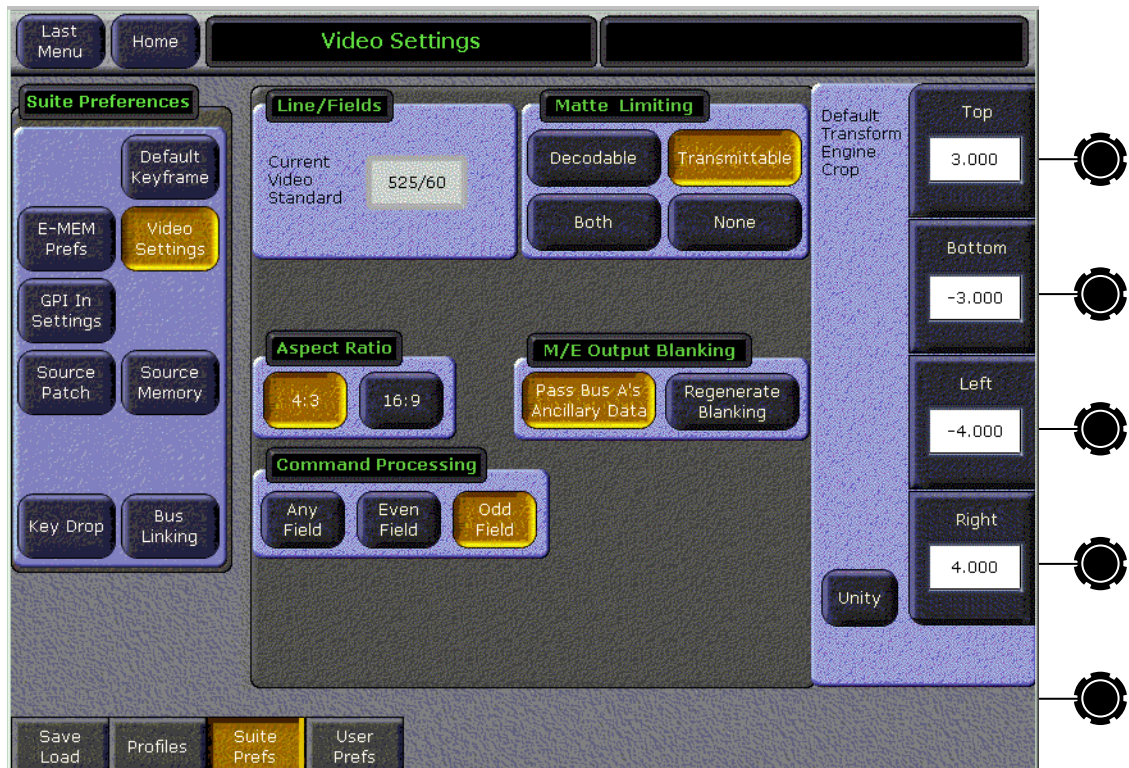 Last
Menu
Home
Video Settings
Suite Preferences
Default
Keyframe
E-MEM
Prefs
Video
Settings
GPI In
Settings
Source
Patch
Source
Memory
Key Drop
Bus
Linking
Line/Fields
Current
Video
Standard
525/60
Matte Limiting
Decodable
Transmittable
Both
None
Aspect Ratio
4:3
16:9
M/E Output Blanking
Pass Bus A's
Ancillary Data
Regenerate
Blanking
Command Processing
Any
Field
Even
Field
Odd
Field
Default
Transform
Engine
Crop
Top
3.000
Bottom
-3.000
Left
-4.000
Right
4.000
Unity
Save
Load
Profiles
Suite
Prefs
User
Prefs